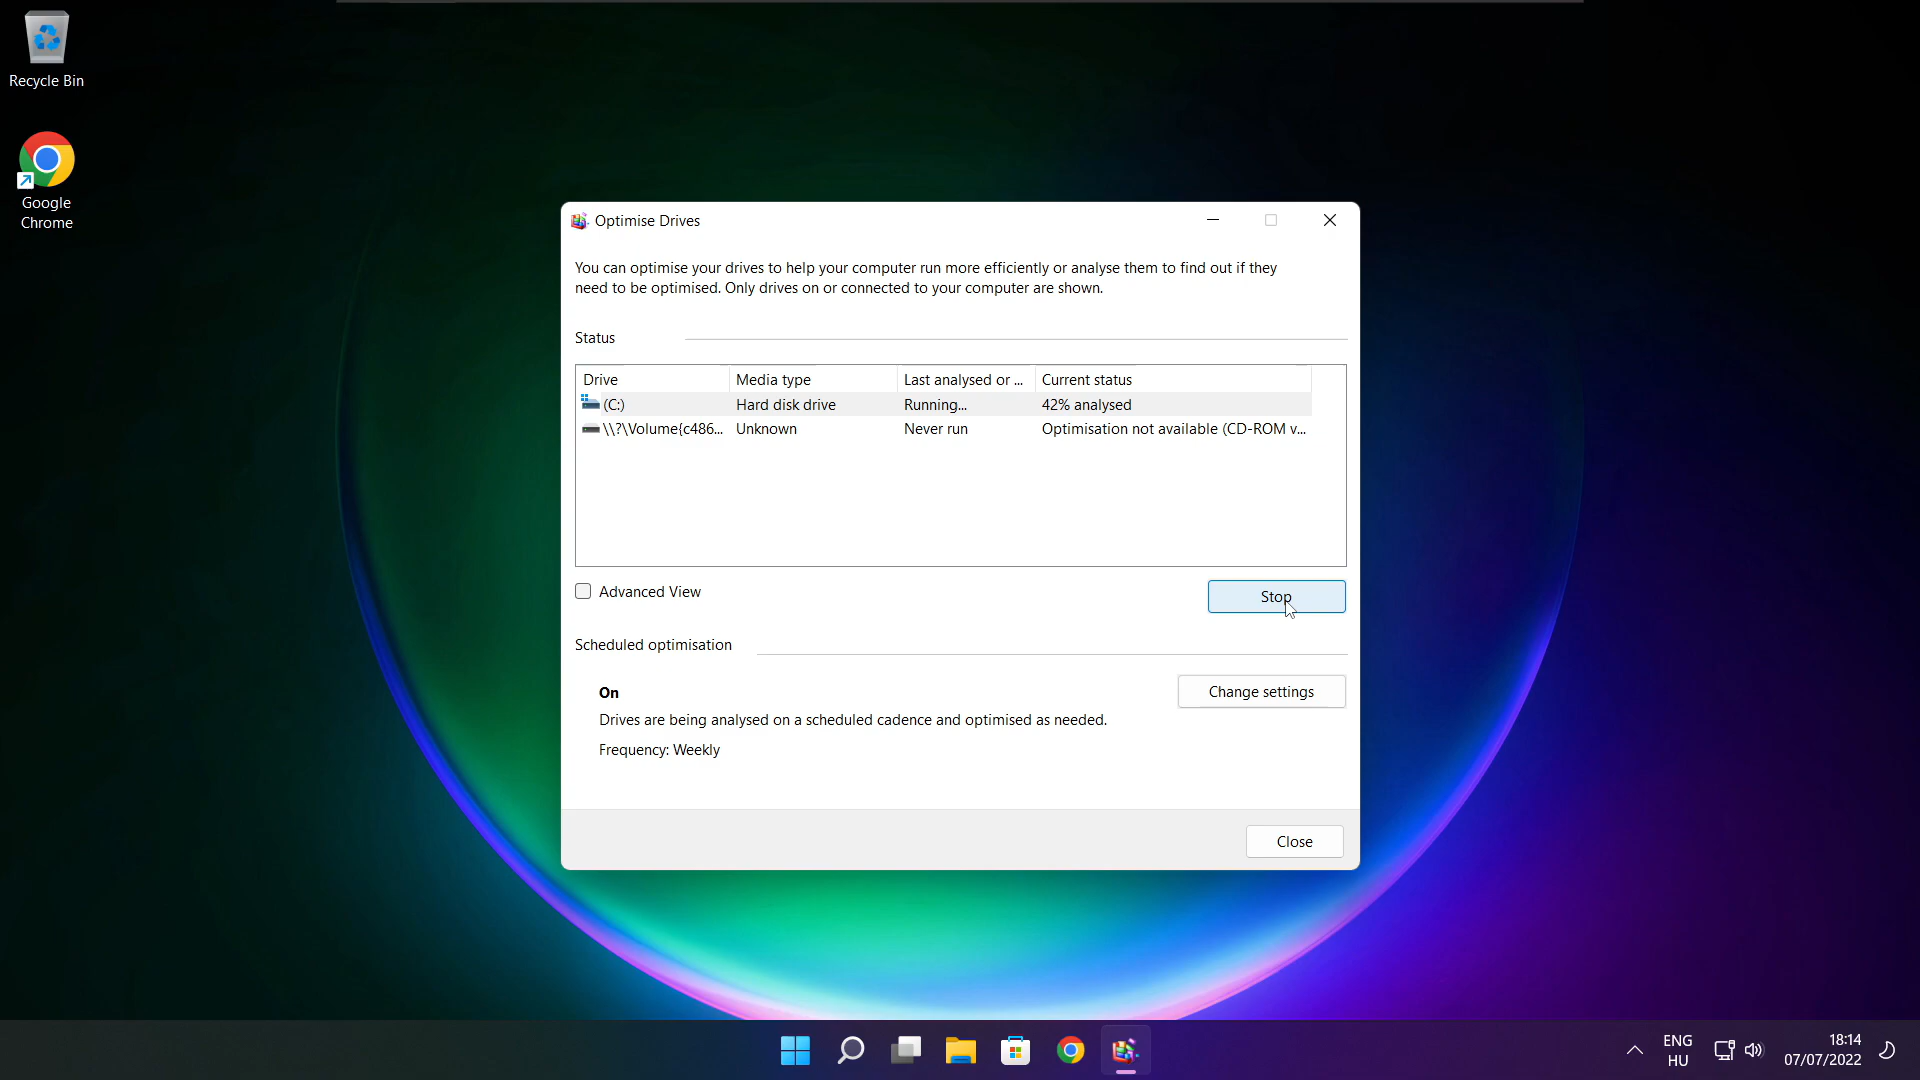 Recycle Bin
Google
Chrome
Optimise Drives
You can optimise your drives to help your computer run more efficiently or analyse them to find out if they
need to be optimised. Only drives on or connected to your computer are shown.
Status
Drive Media type Last analysed or ... Current status
(C:) Hard disk drive Running... 42% analysed
\\?\Volume{c486... Unknown Never run Optimisation not available (CD-ROM v...
Advanced View
Stop
Scheduled optimisation
On
Change settings
Drives are being analysed on a scheduled cadence and optimised as needed.
Frequency: Weekly
Close
ENG
HU
18:14
07/07/2022